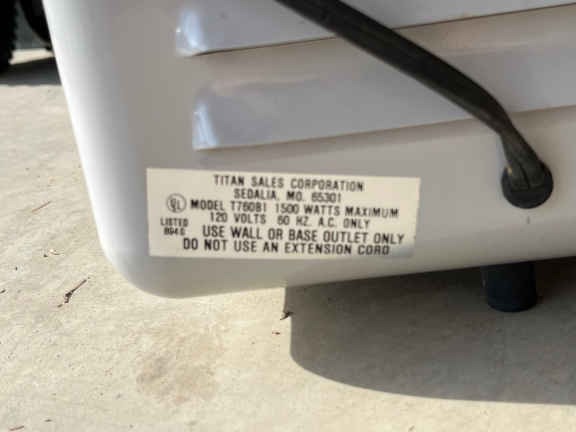 TITAN SALES CORPORATION
SEDALIA, MO. 65301
UL MODEL T760B1 1500 WATTS MAXIMUM
LISTED 120 VOLTS 60 HZ. A.C. ONLY
894G USE WALL OR BASE OUTLET ONLY
DO NOT USE AN EXTENSION CORD